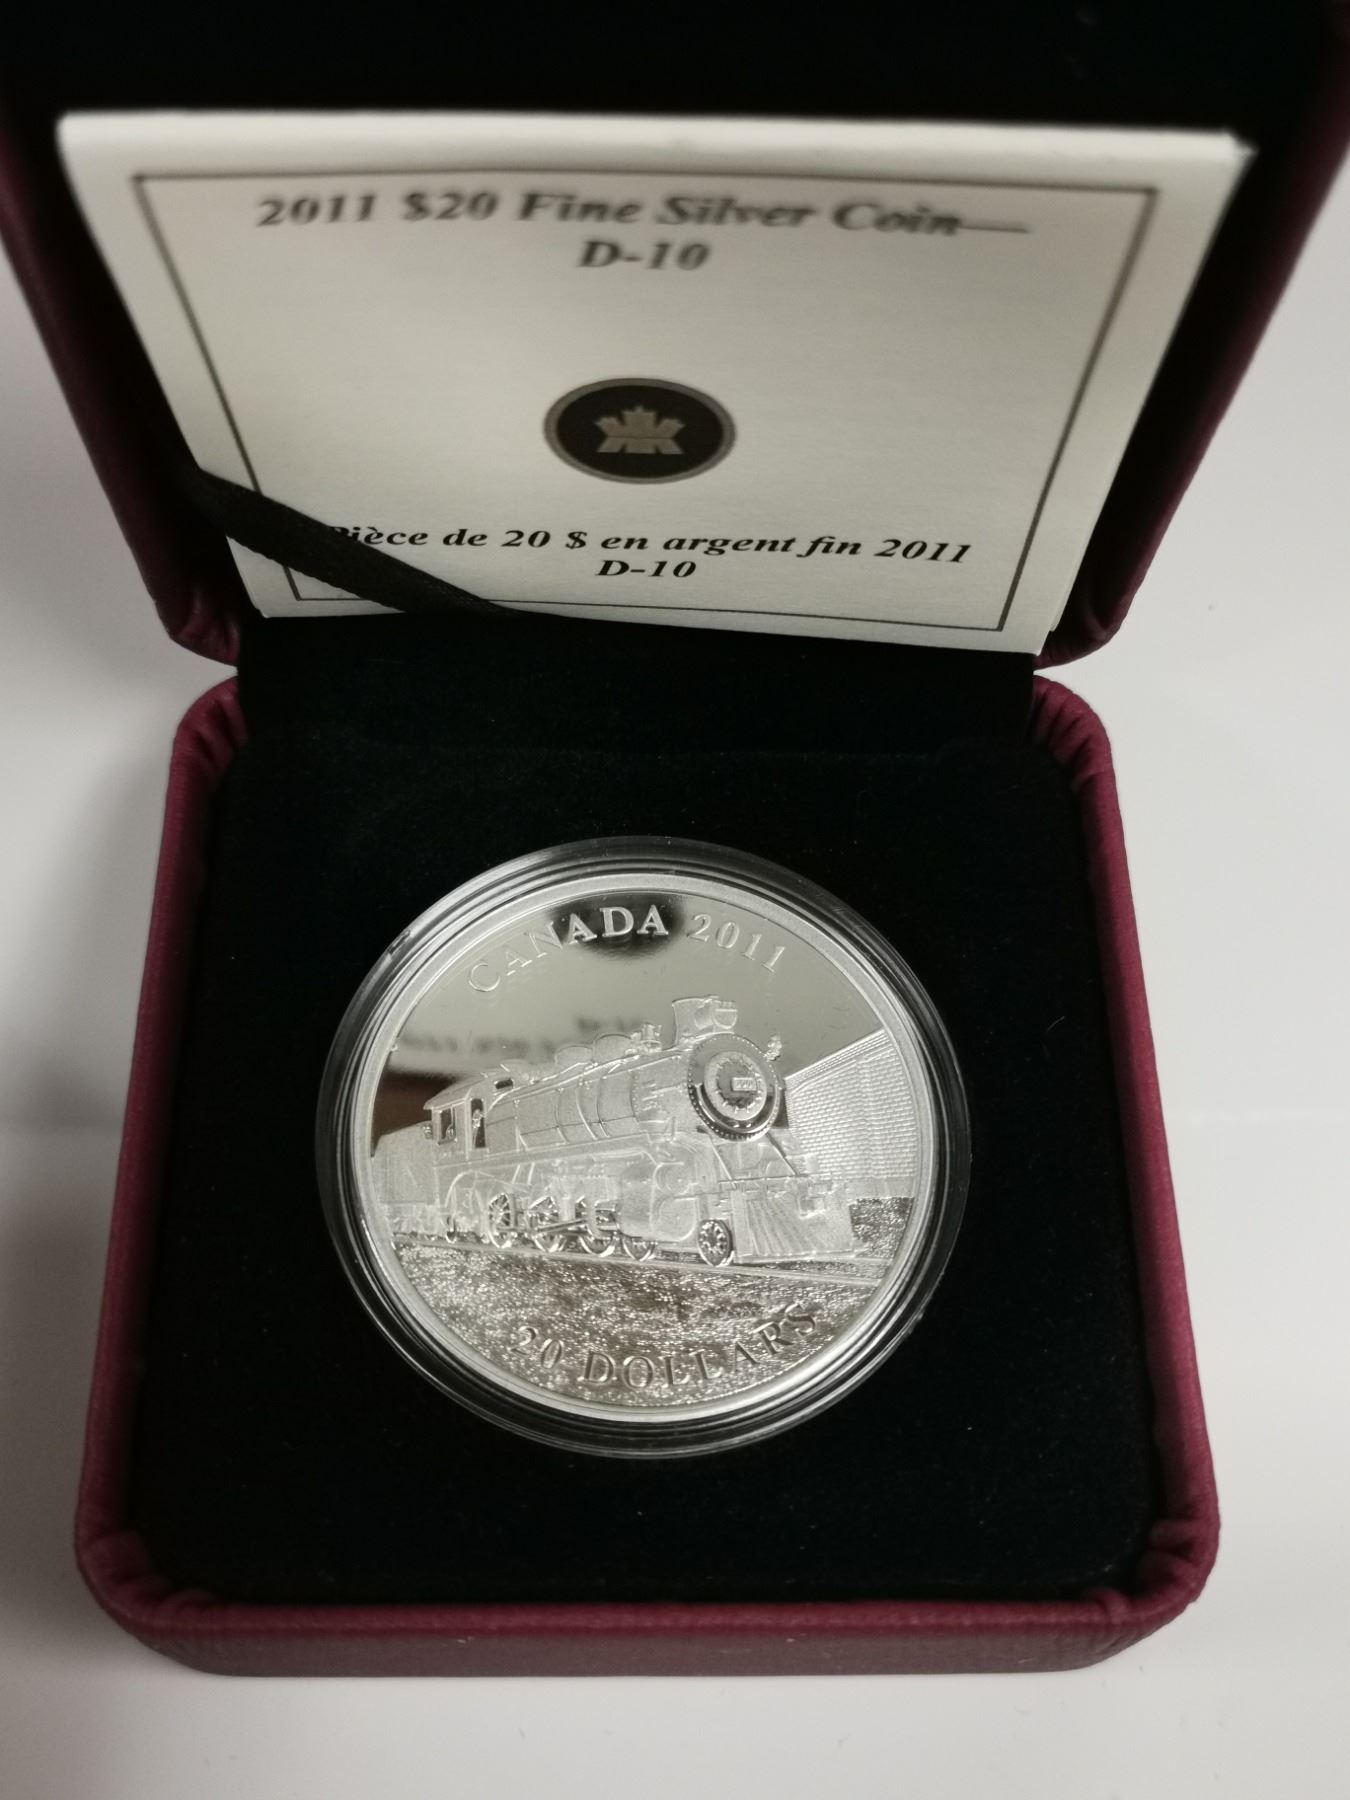 2011 $20 Fine Silver Coin—
D-10
Pièce de 20 $ en argent fin 2011
D-10
CANADA 2011
20 DOLLARS